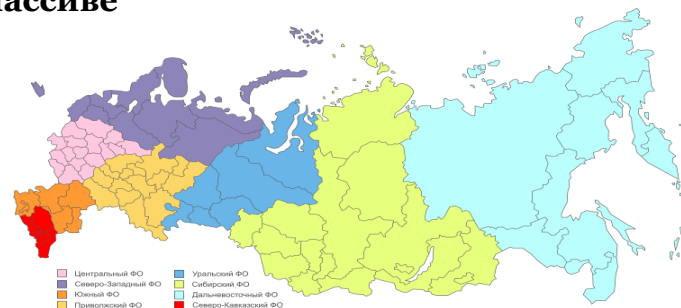 ассиве
Центральный ФО
Северо-Западный ФО
Южный ФО
Приволжский ФО
Уральский ФО
Сибирский ФО
Дальневосточный ФО
Северо-Кавказский ФО